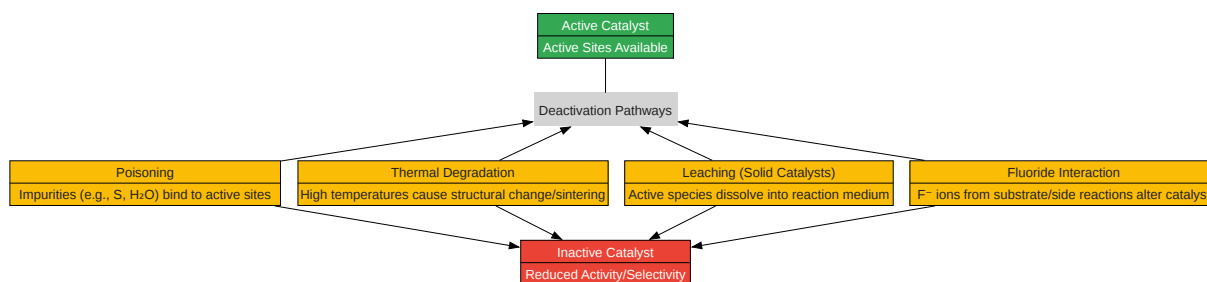 Active Catalyst
Active Sites Available
Deactivation Pathways
Poisoning
Impurities (e.g., S, H₂O) bind to active sites
Thermal Degradation
High temperatures cause structural change/sintering
Leaching (Solid Catalysts)
Active species dissolve into reaction medium
Fluoride Interaction
F⁻ ions from substrate/side reactions alter catalys
Inactive Catalyst
Reduced Activity/Selectivity